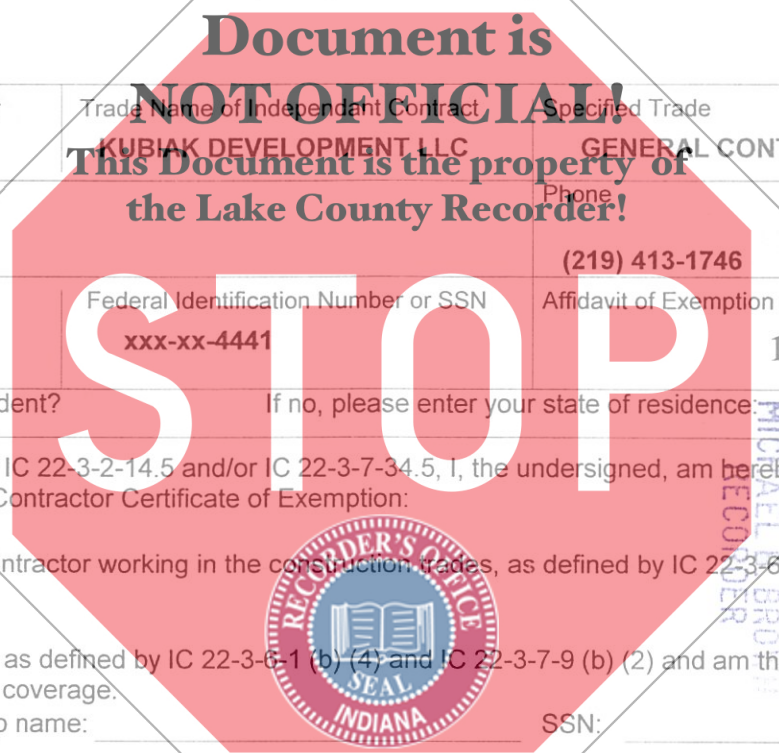 Document is
NOT OFFICIAL!
This Document is the property of
the Lake County Recorder!
STOP
Trade Name of Independant Contract
Specified Trade
KUBIAK DEVELOPMENT, LLC
GENERAL CONT
Phone
(219) 413-1746
Federal Identification Number or SSN
Affidavit of Exemption
xxx-xx-4441
1
dent?
If no, please enter your state of residence:
IC 22-3-2-14.5 and/or IC 22-3-7-34.5, I, the undersigned, am hereb
Contractor Certificate of Exemption:
ntractor working in the construction trades, as defined by IC 22-3-6
as defined by IC 22-3-6-1 (b) (4) and IC 22-3-7-9 (b) (2) and am th
coverage.
o name:
SSN:
RECORDER'S OFFICE
SEAL
INDIANA
MICHAEL B BRO
RECORDER